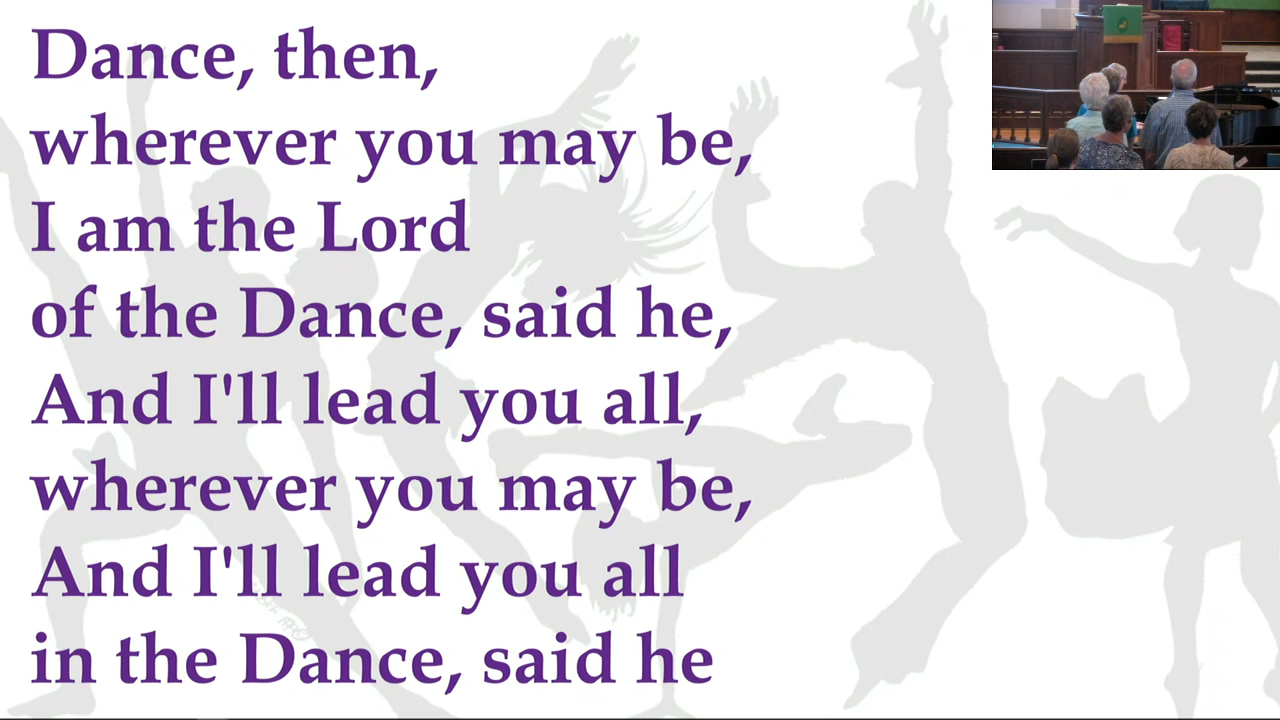 Dance, then,
wherever you may be,
I am the Lord
of the Dance, said he,
And I'll lead you all,
wherever you may be,
And I'll lead you all
in the Dance, said he